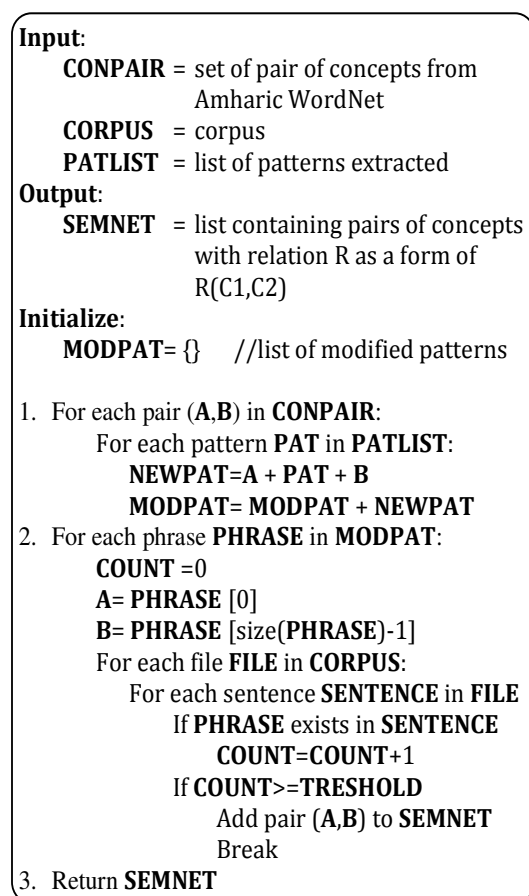 Input:
CONPAIR = set of pair of concepts from
Amharic WordNet
CORPUS = corpus
PATLIST = list of patterns extracted
Output:
SEMNET = list containing pairs of concepts
with relation R as a form of
R(C1,C2)
Initialize:
MODPAT= {} //list of modified patterns
1. For each pair (A,B) in CONPAIR:
For each pattern PAT in PATLIST:
NEWPAT=A + PAT + B
MODPAT= MODPAT + NEWPAT
2. For each phrase PHRASE in MODPAT:
COUNT =0
A= PHRASE [0]
B= PHRASE [size(PHRASE)-1]
For each file FILE in CORPUS:
For each sentence SENTENCE in FILE
If PHRASE exists in SENTENCE
COUNT=COUNT+1
If COUNT>=TRESHOLD
Add pair (A,B) to SEMNET
Break
3. Return SEMNET